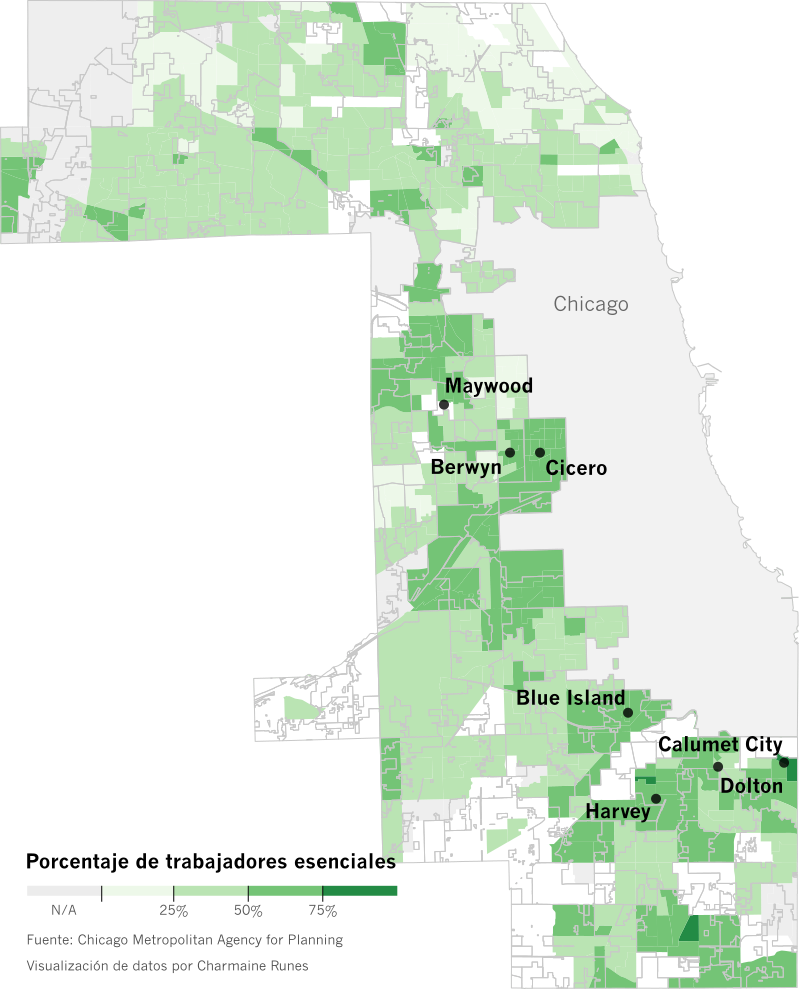 Chicago
Maywood
Berwyn
Cicero
Blue Island
Calumet City
Dolton
Harvey
Porcentaje de trabajadores esenciales
N/A 25% 50% 75%
Fuente: Chicago Metropolitan Agency for Planning
Visualización de datos por Charmaine Runes